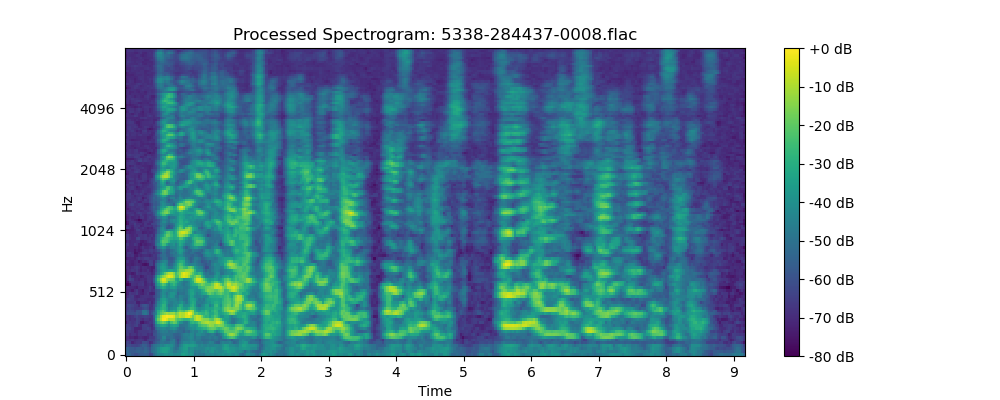 Processed Spectrogram: 5338-284437-0008.flac
Hz
4096
2048
1024
512
0
0 1 2 3 4 5 6 7 8 9
Time
+0 dB
-10 dB
-20 dB
-30 dB
-40 dB
-50 dB
-60 dB
-70 dB
-80 dB